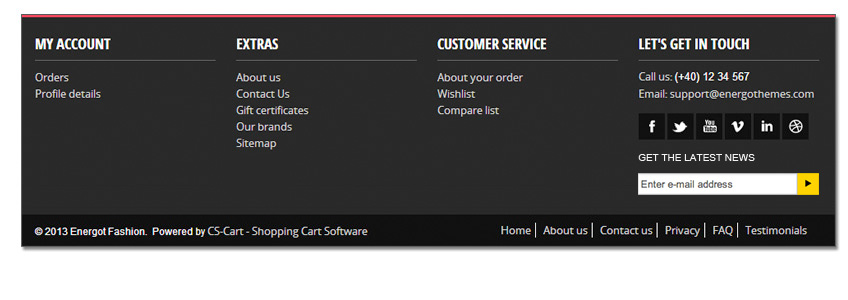 MY ACCOUNT
Orders
Profile details
EXTRAS
About us
Contact Us
Gift certificates
Our brands
Sitemap
CUSTOMER SERVICE
About your order
Wishlist
Compare list
LET'S GET IN TOUCH
Call us: (+40) 12 34 567
Email: support@energothemes.com
f You Tube V in
GET THE LATEST NEWS
Enter e-mail address
© 2013 Energot Fashion. Powered by CS-Cart - Shopping Cart Software
Home | About us | Contact us | Privacy | FAQ | Testimonials